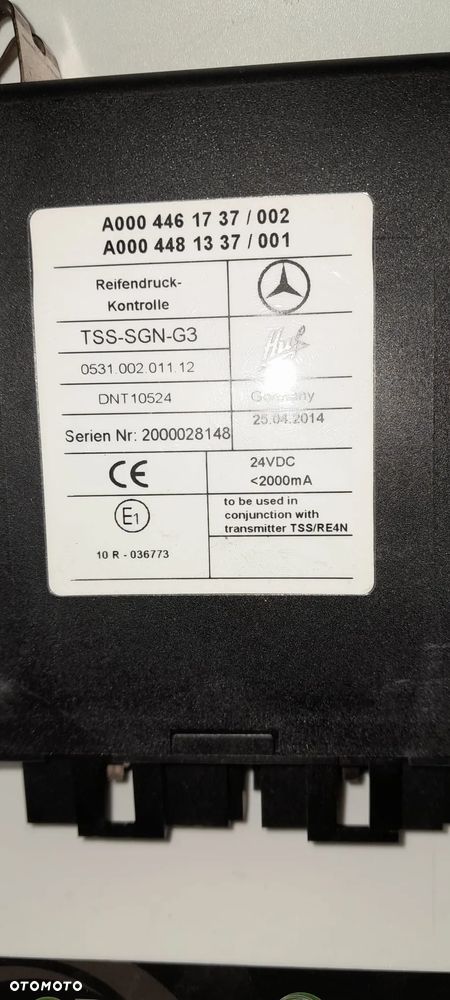 A000 446 17 37 / 002
A000 448 13 37 / 001
Reifendruck-
Kontrolle
TSS-SGN-G3
Huf
0531.002.011.12
DNT10524
Germany
25.04.2014
Serien Nr: 2000028148
CE
24VDC
<2000mA
E1
to be used in
conjunction with
transmitter TSS/RE4N
10 R - 036773
OTOMOTO